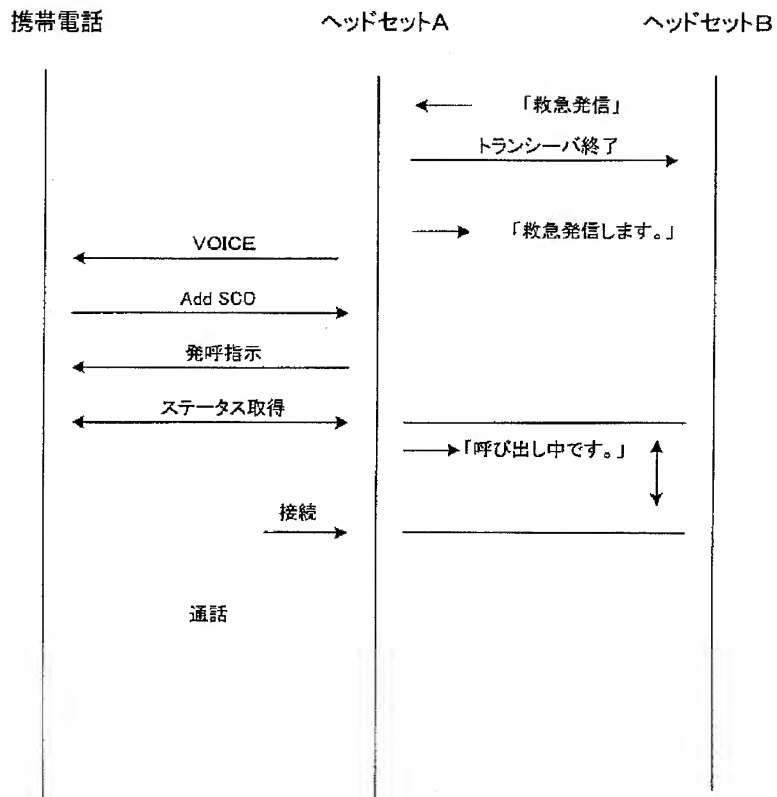 携帯電話
ヘッドセットA
ヘッドセットB
「救急発信」
トランシーバ終了
「救急発信します。」
VOICE
Add SCO
発呼指示
ステータス取得
「呼び出し中です。」
接続
通話